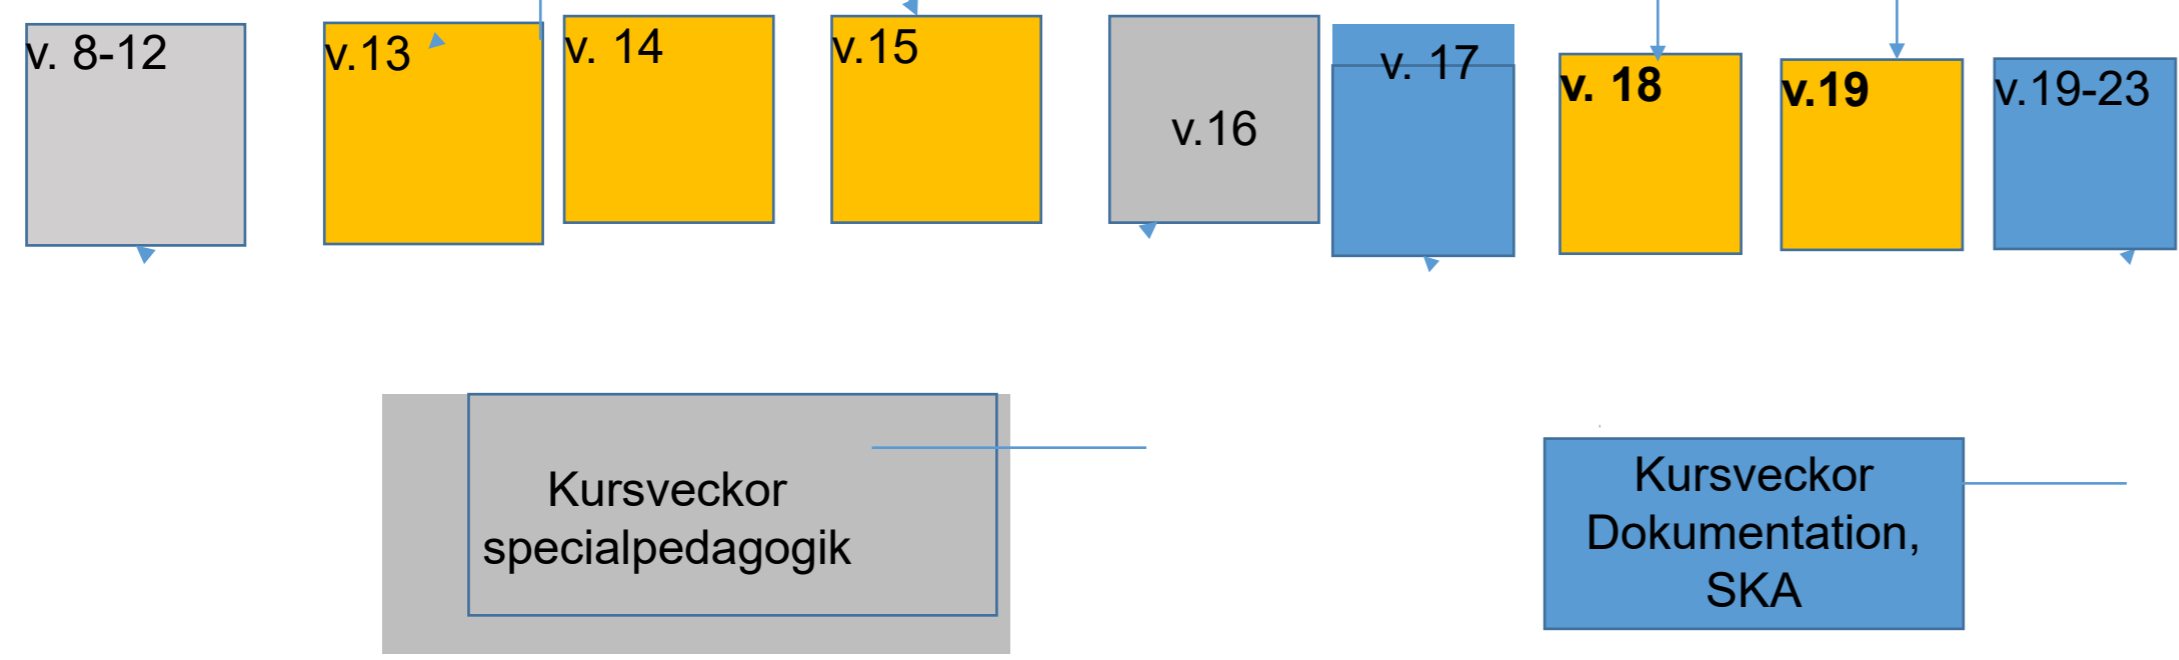 v. 8-12
v.13
v. 14
v.15
v.16
v. 17
v. 18
v.19
v.19-23
Kursveckor
specialpedagogik
Kursveckor
Dokumentation,
SKA